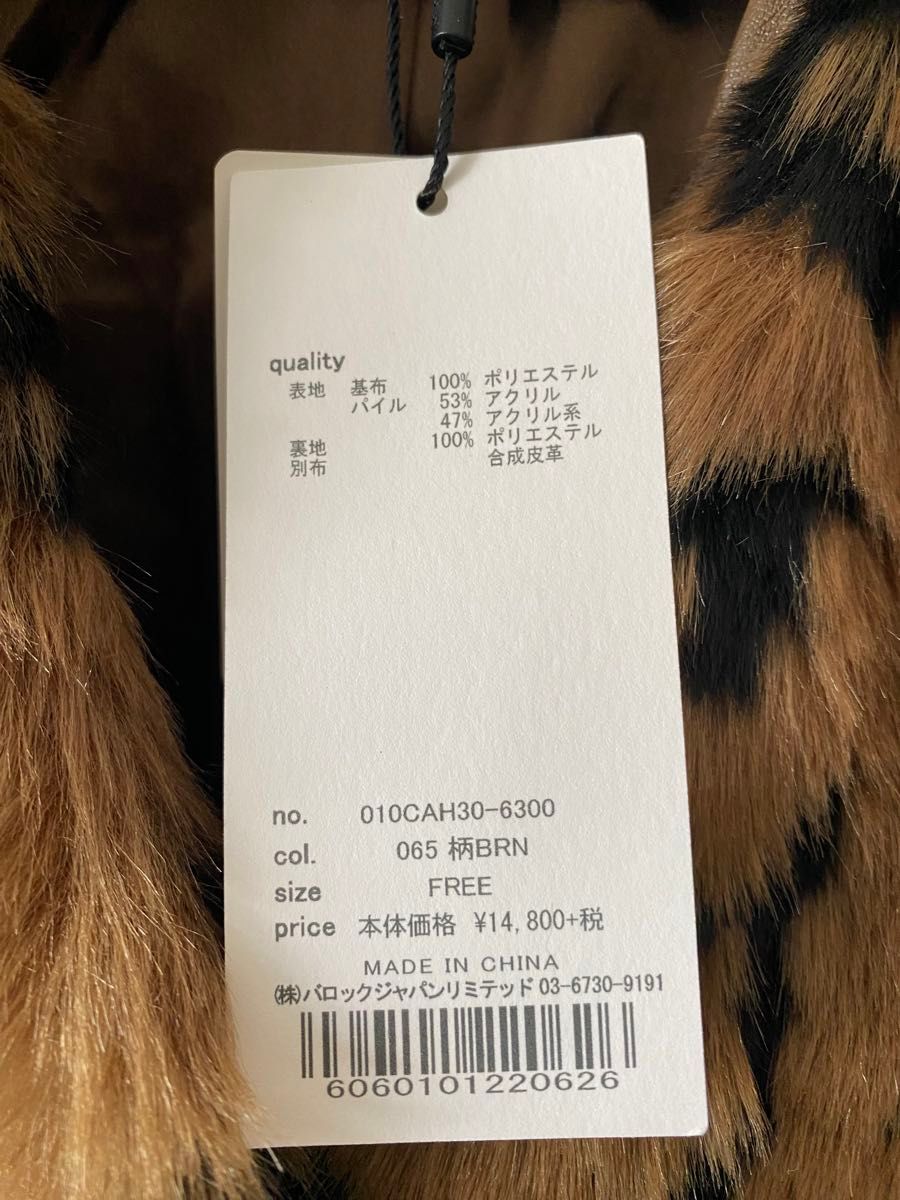 quality
表地 基布 100% ポリエステル
パイル 53% アクリル
47% アクリル系
裏地 100% ポリエステル
別布 合成皮革
no. 010CAH30-6300
col. 065 柄BRN
size FREE
price 本体価格 ¥14,800+税
MADE IN CHINA
㈱バロックジャパンリミテッド 03-6730-9191
6060101220626